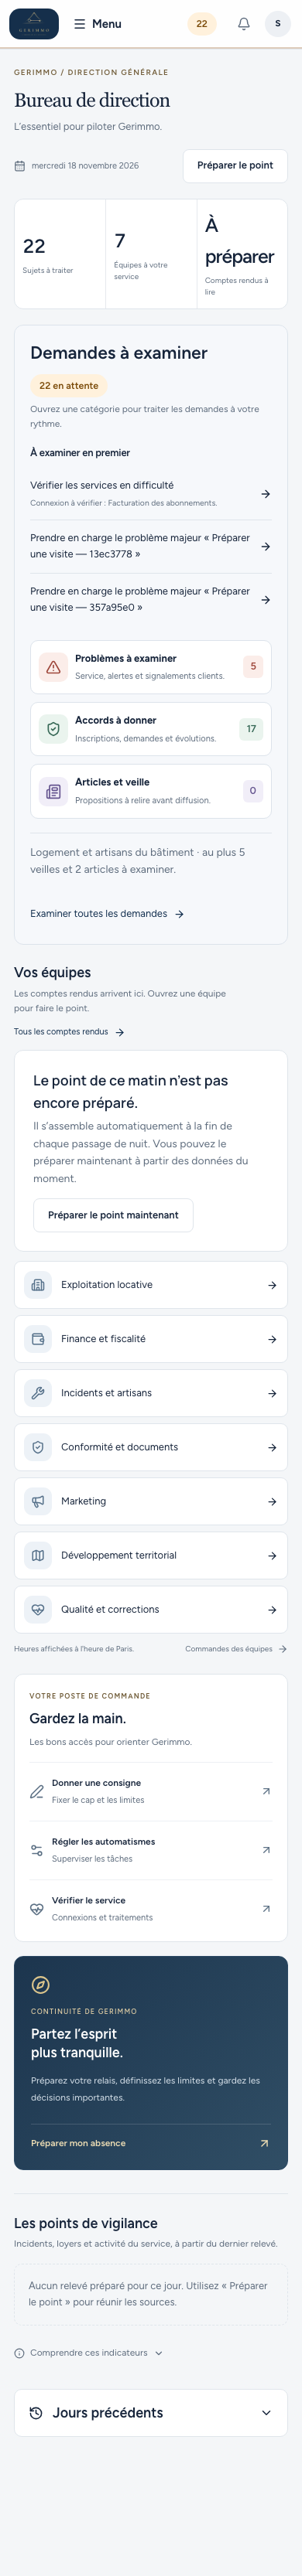 GERIMMO
Menu
22
S
GERIMMO / DIRECTION GÉNÉRALE
Bureau de direction
L'essentiel pour piloter Gerimmo.
mercredi 18 novembre 2026
Préparer le point
22
Sujets à traiter
7
Équipes à votre
service
À
préparer
Comptes rendus à
lire
Demandes à examiner
22 en attente
Ouvrez une catégorie pour traiter les demandes à votre
rythme.
À examiner en premier
Vérifier les services en difficulté
Connexion à vérifier : Facturation des abonnements.
Prendre en charge le problème majeur « Préparer
une visite — 13ec3778 »
Prendre en charge le problème majeur « Préparer
une visite — 357a95e0 »
Problèmes à examiner
Service, alertes et signalements clients.
5
Accords à donner
Inscriptions, demandes et évolutions.
17
Articles et veille
Propositions à relire avant diffusion.
0
Logement et artisans du bâtiment · au plus 5
veilles et 2 articles à examiner.
Examiner toutes les demandes
Vos équipes
Les comptes rendus arrivent ici. Ouvrez une équipe
pour faire le point.
Tous les comptes rendus
Le point de ce matin n'est pas
encore préparé.
Il s'assemble automatiquement à la fin de
chaque passage de nuit. Vous pouvez le
préparer maintenant à partir des données du
moment.
Préparer le point maintenant
Exploitation locative
Finance et fiscalité
Incidents et artisans
Conformité et documents
Marketing
Développement territorial
Qualité et corrections
Heures affichées à l'heure de Paris.
Commandes des équipes
VOTRE POSTE DE COMMANDE
Gardez la main.
Les bons accès pour orienter Gerimmo.
Donner une consigne
Fixer le cap et les limites
Régler les automatismes
Superviser les tâches
Vérifier le service
Connexions et traitements
CONTINUITÉ DE GERIMMO
Partez l'esprit
plus tranquille.
Préparez votre relais, définissez les limites et gardez les
décisions importantes.
Préparer mon absence
Les points de vigilance
Incidents, loyers et activité du service, à partir du dernier relevé.
Aucun relevé préparé pour ce jour. Utilisez « Préparer
le point » pour réunir les sources.
Comprendre ces indicateurs
Jours précédents